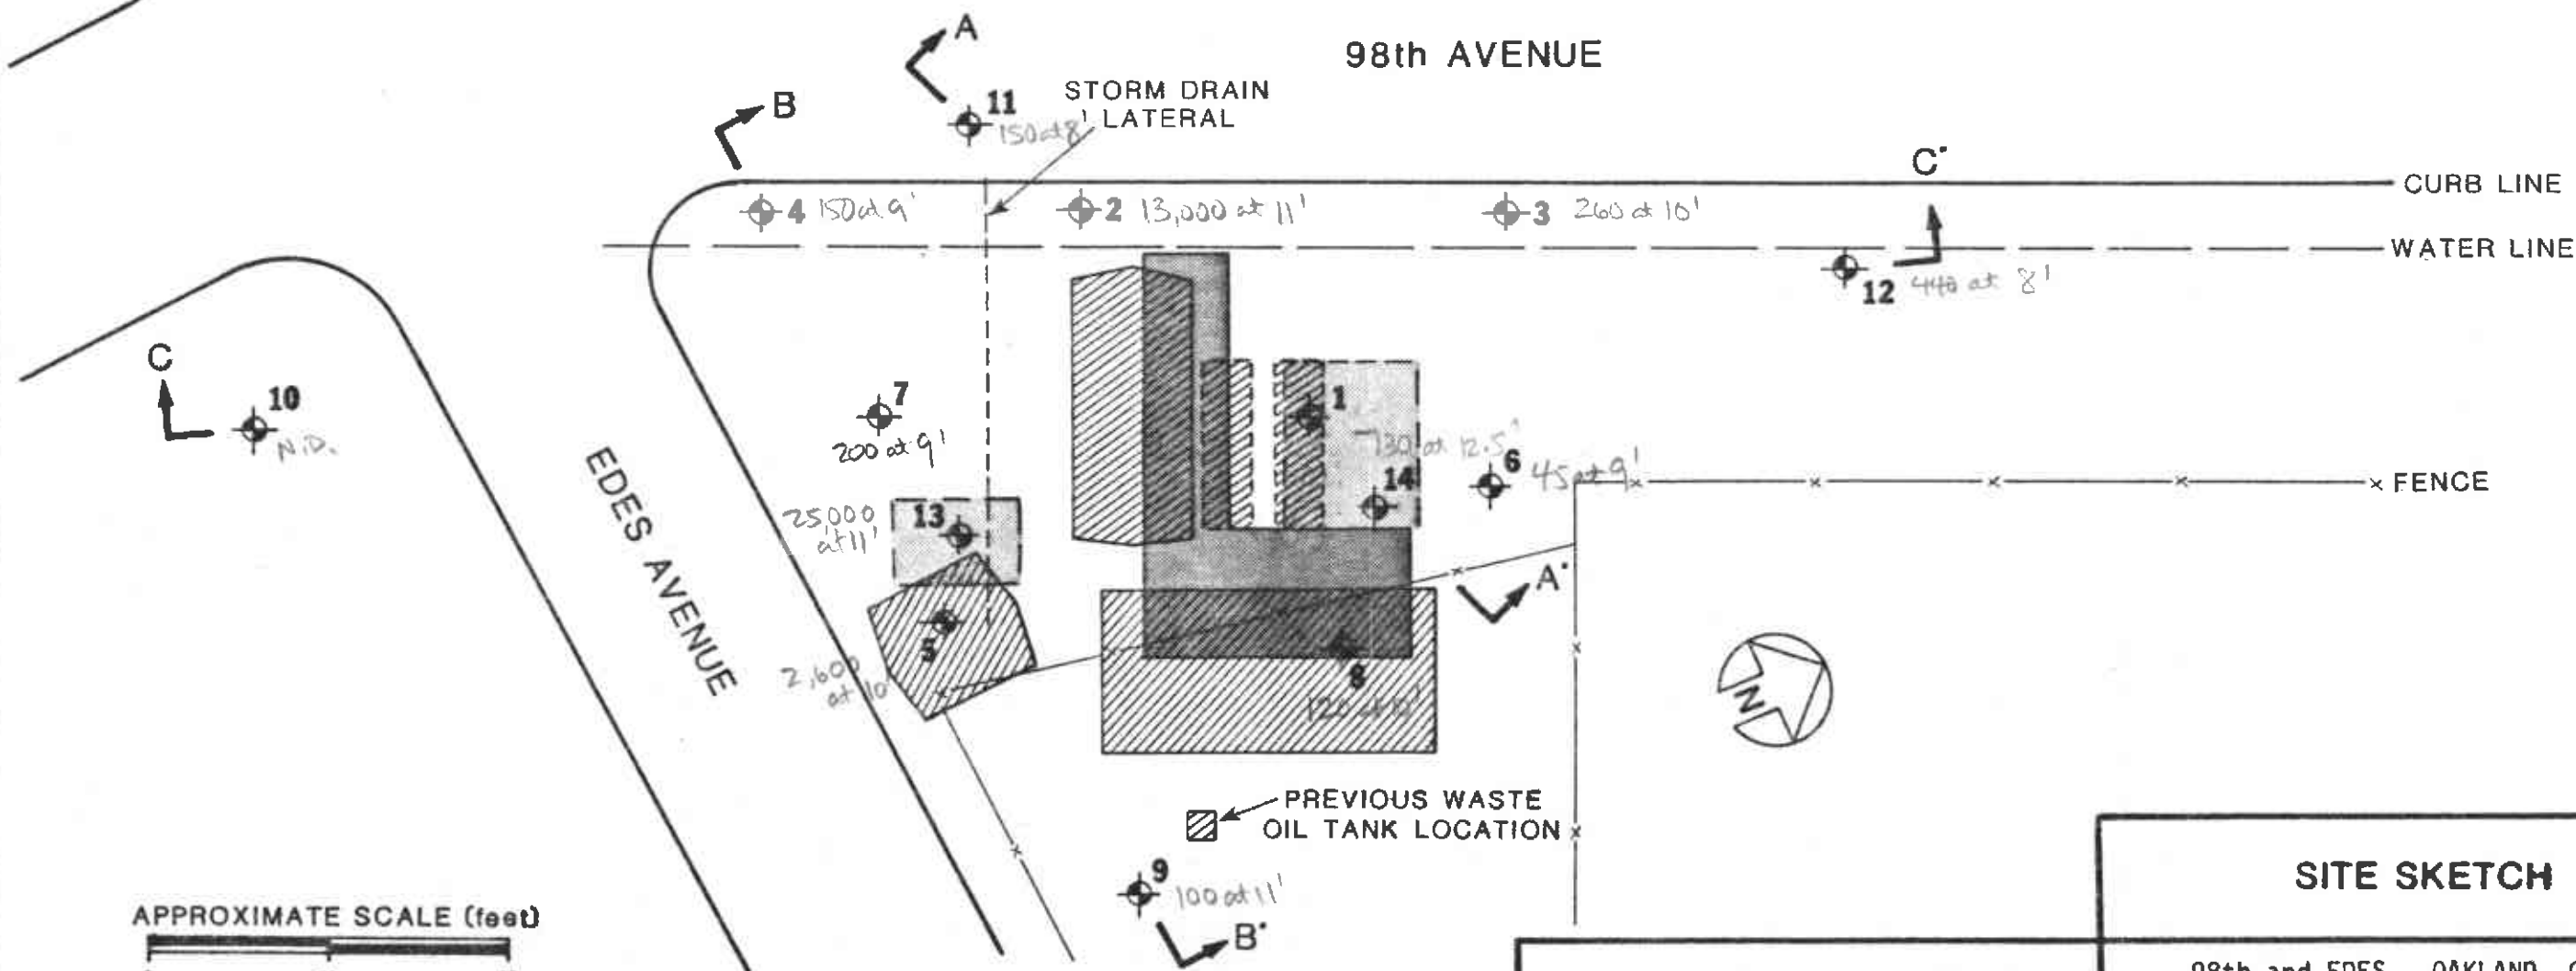 A
98th AVENUE
B
11
150 at 8'
STORM DRAIN
LATERAL
C'
CURB LINE
4 150 at 9'
2 13,000 at 11'
3 260 at 10'
WATER LINE
12 440 at 8'
C
10
N.D.
7
200 at 9'
1
730 at 12.5'
6 45 at 9'
14
FENCE
EDES AVENUE
25,000
at 11'
13
A'
5
2,600
at 10'
8
120 at 10'
N
PREVIOUS WASTE
OIL TANK LOCATION
9
100 at 11'
B'
APPROXIMATE SCALE (feet)
SITE SKETCH
98th and EDES OAKLAND